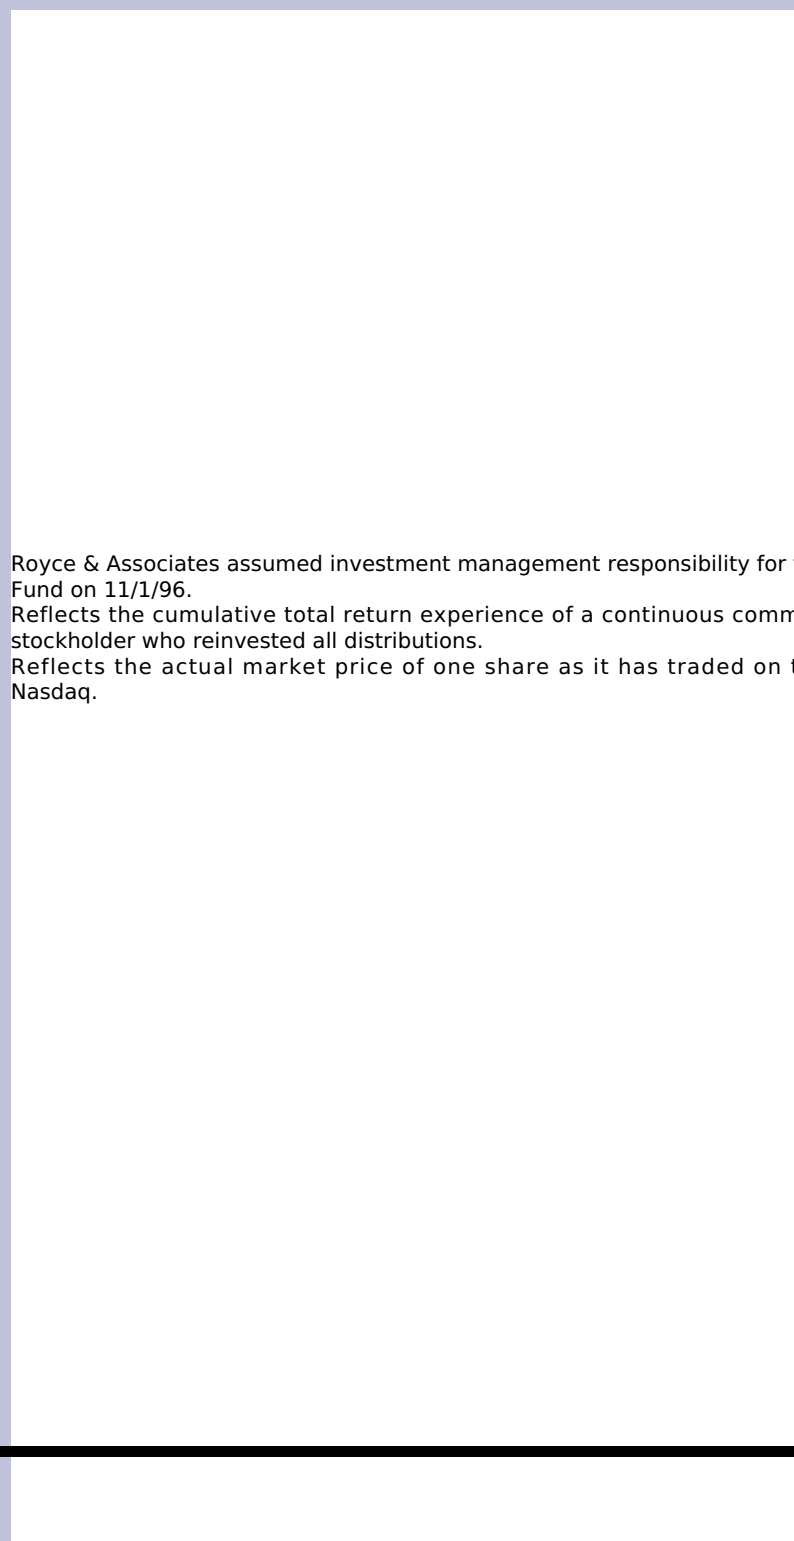 Royce & Associates assumed investment management responsibility for
Fund on 11/1/96.
Reflects the cumulative total return experience of a continuous
stockholder who reinvested all distributions.
Reflects the actual market price of one share as it has traded on
Nasdaq.